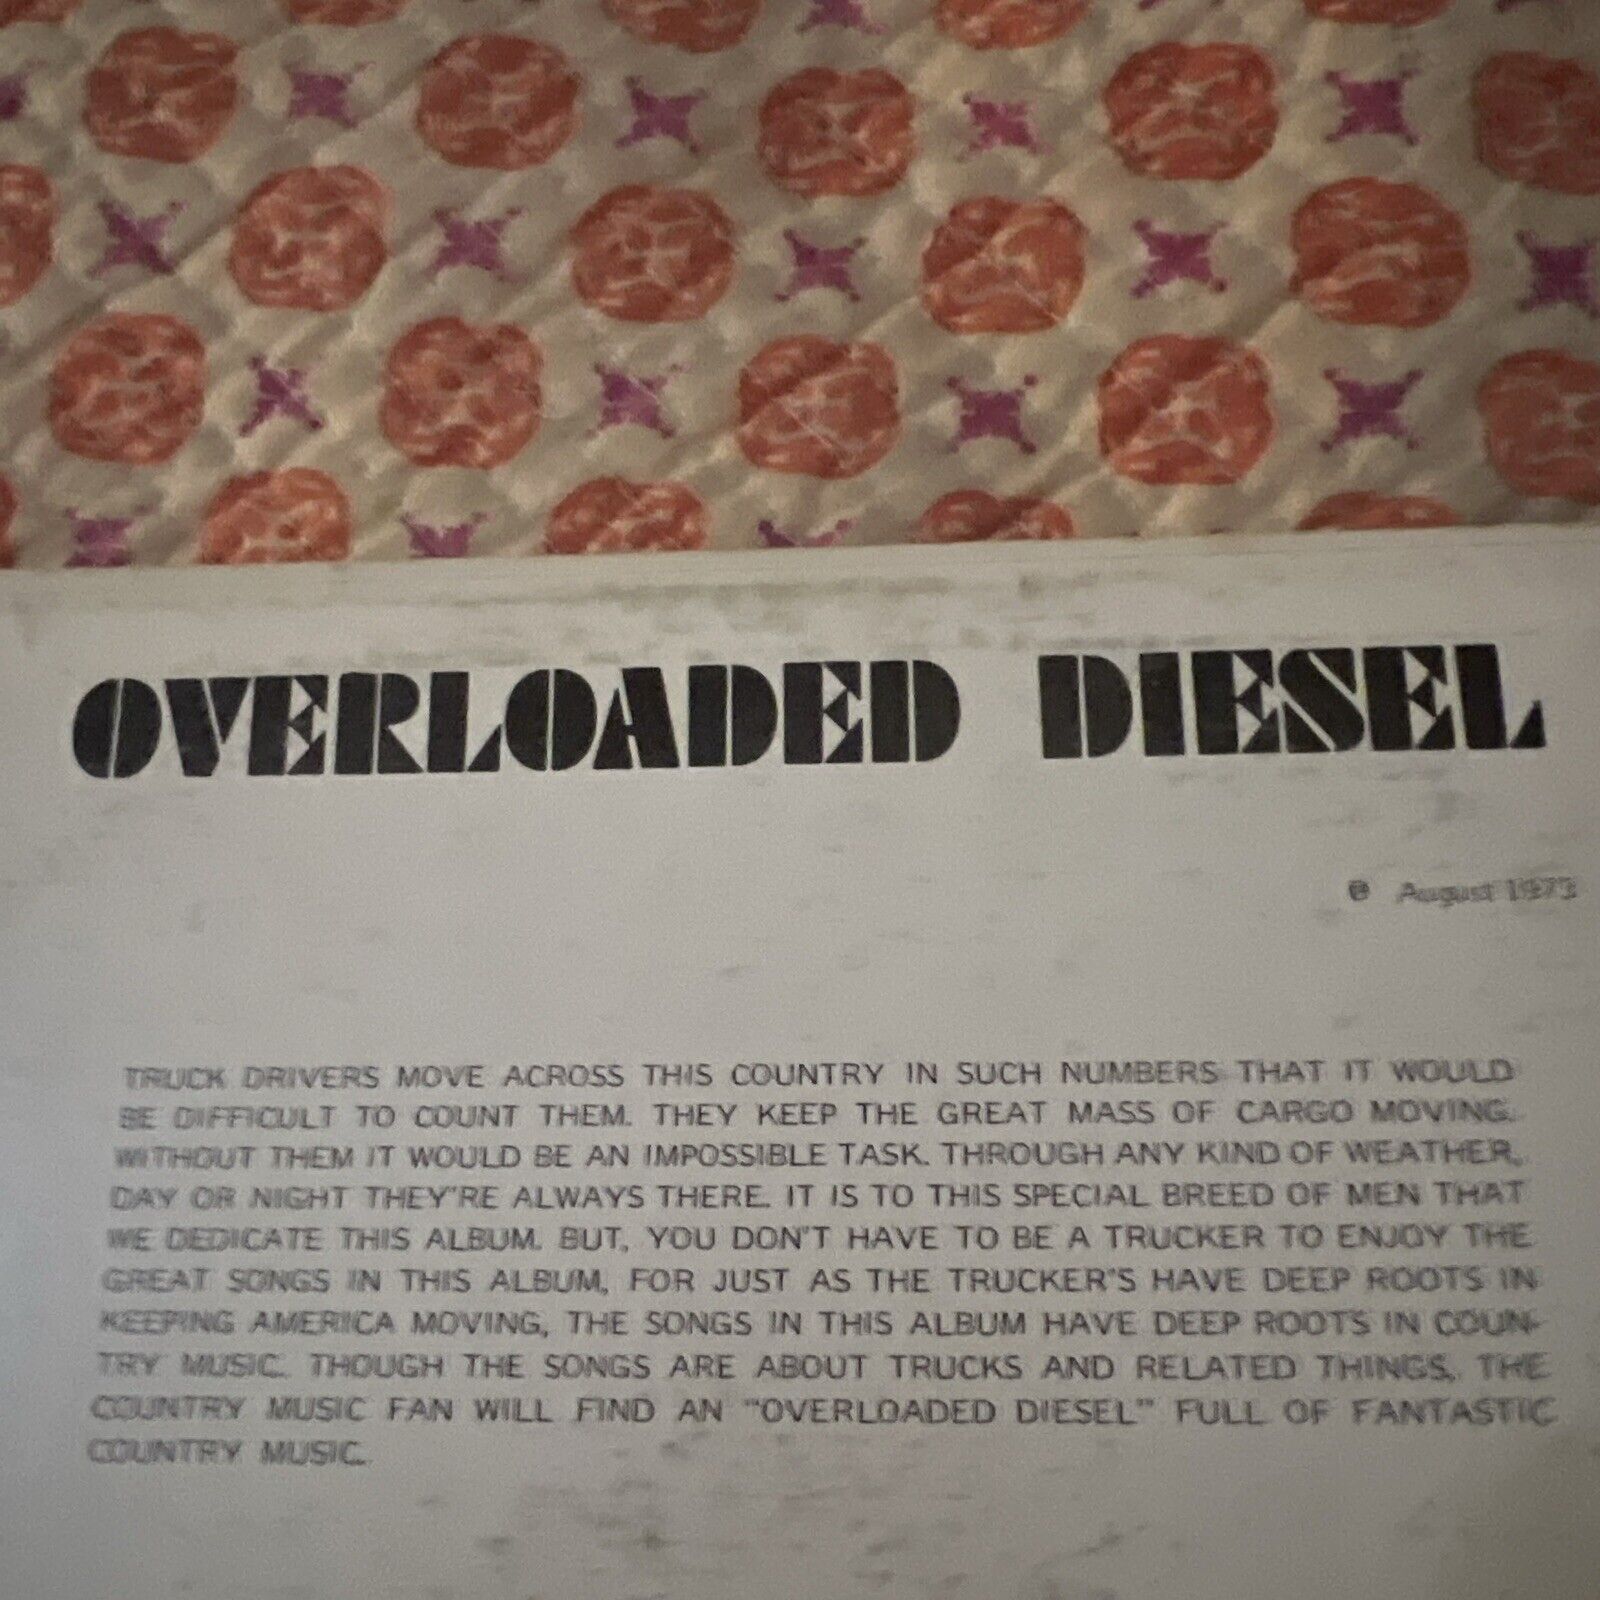 OVERLOADED DIESEL
℗ August 1973
TRUCK DRIVERS MOVE ACROSS THIS COUNTRY IN SUCH NUMBERS THAT IT WOULD
BE DIFFICULT TO COUNT THEM. THEY KEEP THE GREAT MASS OF CARGO MOVING.
WITHOUT THEM IT WOULD BE AN IMPOSSIBLE TASK. THROUGH ANY KIND OF WEATHER,
DAY OR NIGHT THEY'RE ALWAYS THERE. IT IS TO THIS SPECIAL BREED OF MEN THAT
WE DEDICATE THIS ALBUM. BUT, YOU DON'T HAVE TO BE A TRUCKER TO ENJOY THE
GREAT SONGS IN THIS ALBUM, FOR JUST AS THE TRUCKER'S HAVE DEEP ROOTS IN
KEEPING AMERICA MOVING, THE SONGS IN THIS ALBUM HAVE DEEP ROOTS IN COUN-
TRY MUSIC. THOUGH THE SONGS ARE ABOUT TRUCKS AND RELATED THINGS, THE
COUNTRY MUSIC FAN WILL FIND AN "OVERLOADED DIESEL" FULL OF FANTASTIC
COUNTRY MUSIC.